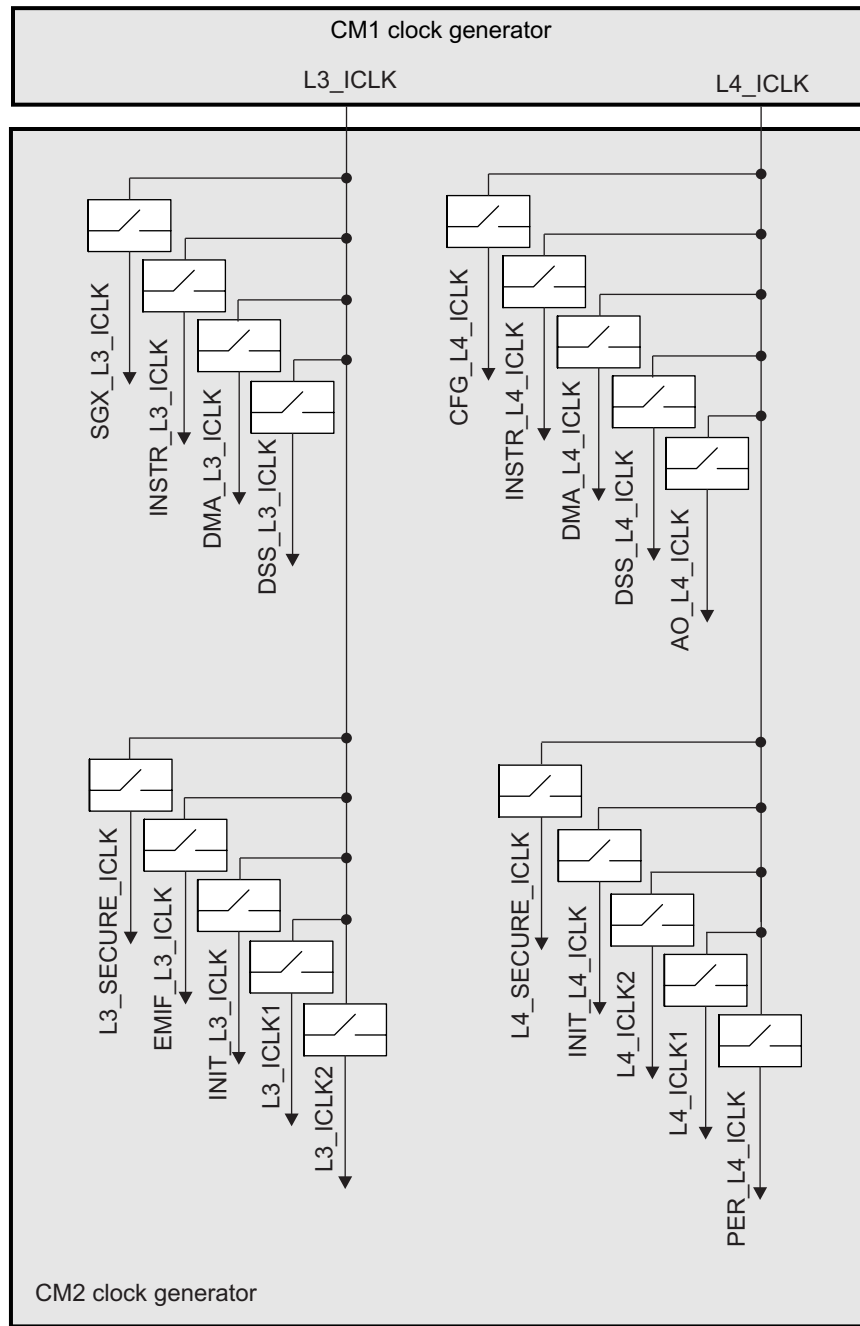 CM1 clock generator
L3_ICLK
L4_ICLK
SGX_L3_ICLK
INSTR_L3_ICLK
DMA_L3_ICLK
DSS_L3_ICLK
CFG_L4_ICLK
INSTR_L4_ICLK
DMA_L4_ICLK
DSS_L4_ICLK
AO_L4_ICLK
L3_SECURE_ICLK
EMIF_L3_ICLK
INIT_L3_ICLK
L3_ICLK1
L3_ICLK2
L4_SECURE_ICLK
INIT_L4_ICLK
L4_ICLK2
L4_ICLK1
PER_L4_ICLK
CM2 clock generator